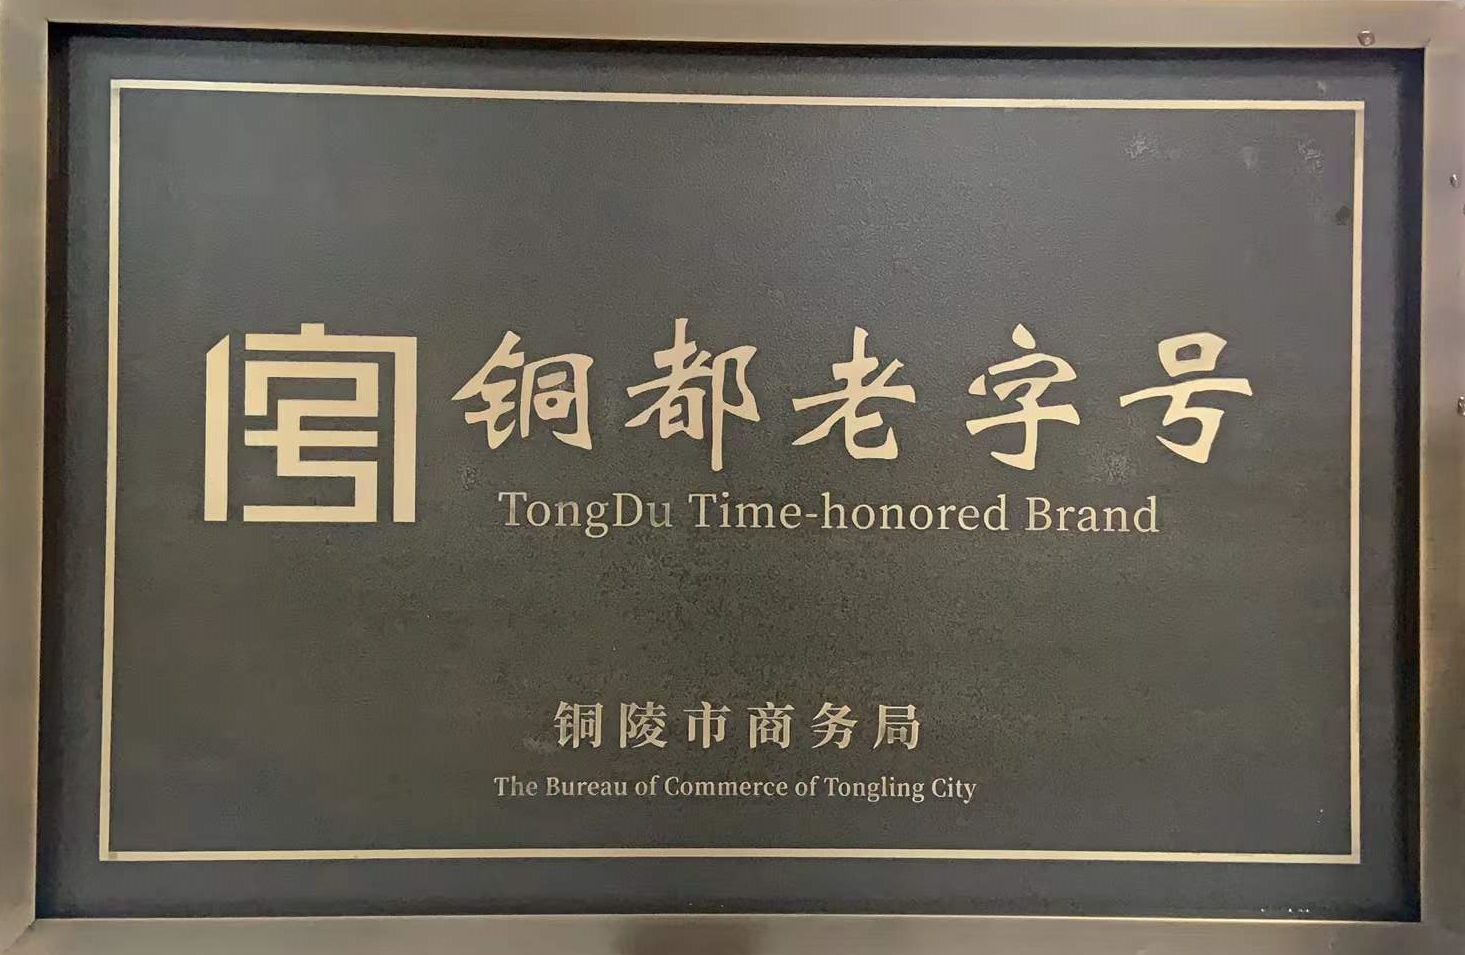 铜都老字号
TongDu Time-honored Brand
铜陵市商务局
The Bureau of Commerce of Tongling City